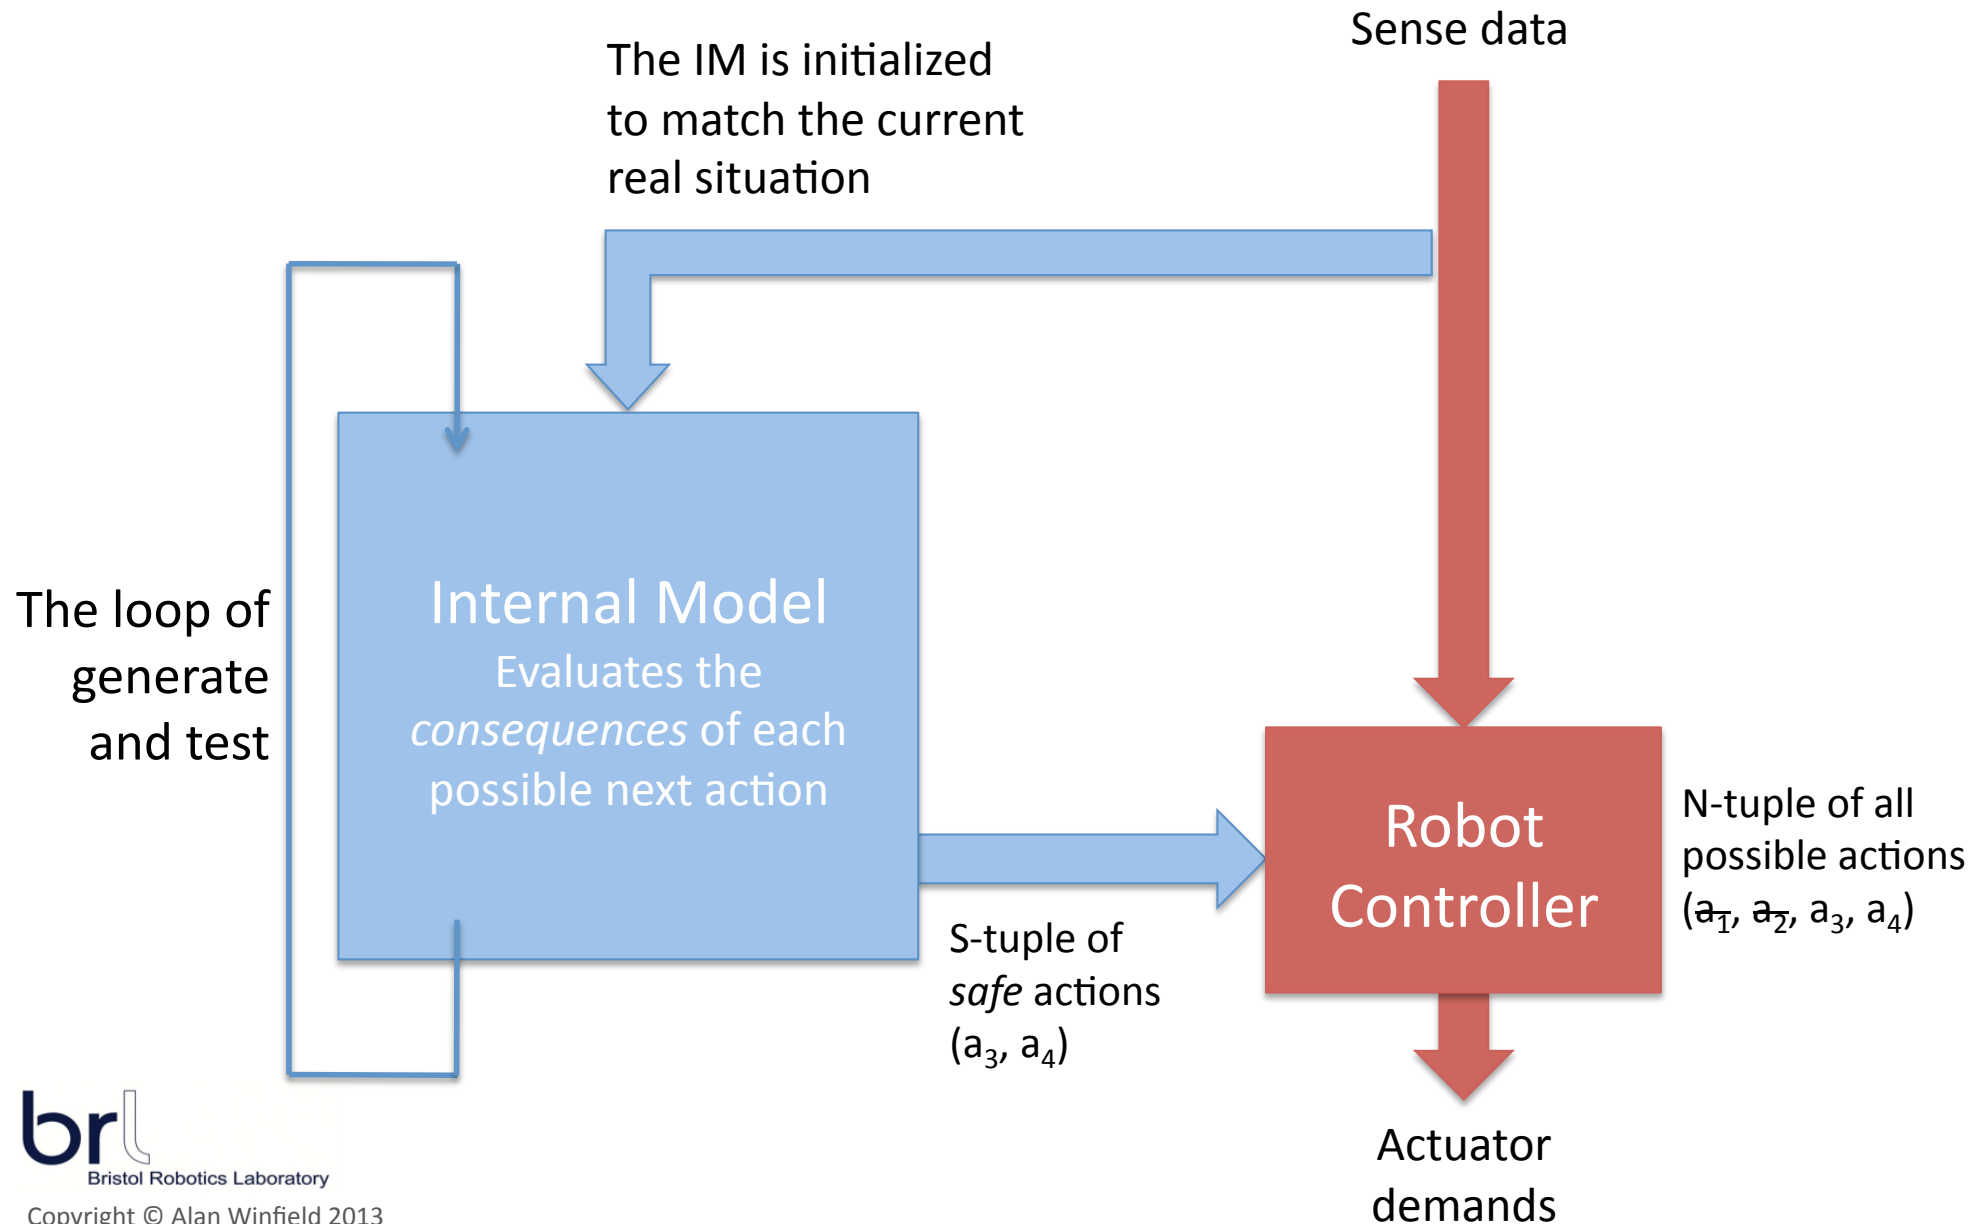 Sense data
The IM is initialized
to match the current
real situation
The loop of
generate
and test
Internal Model
Evaluates the
consequences of each
possible next action
Robot
Controller
N-tuple of all
possible actions
(a₁, a₂, a₃, a₄)
S-tuple of
safe actions
(a₃, a₄)
Actuator
demands
brl
Bristol Robotics Laboratory
Copyright © Alan Winfield 2013